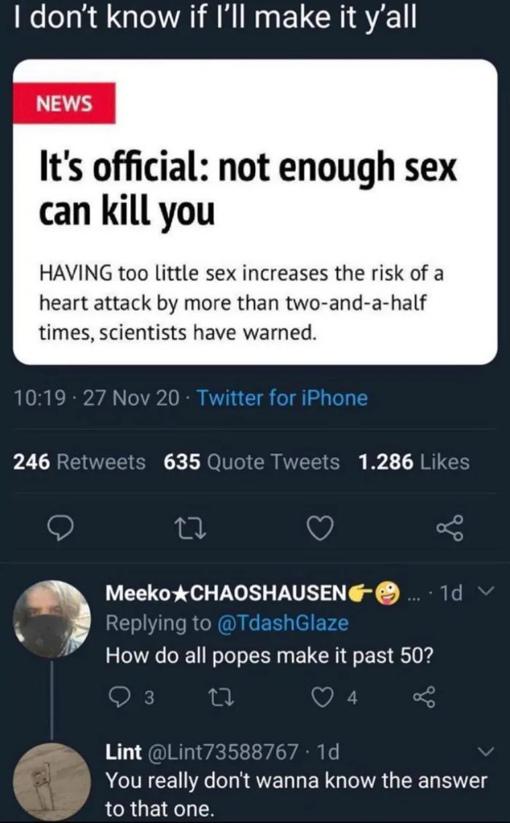 I don't know if I'll make it y'all
NEWS
It's official: not enough sex
can kill you
HAVING too little sex increases the risk of a
heart attack by more than two-and-a-half
times, scientists have warned.
10:19 · 27 Nov 20 · Twitter for iPhone
246 Retweets 635 Quote Tweets 1.286 Likes
Meeko★CHAOSHAUSEN👉🤪 ... · 1d
Replying to @TdashGlaze
How do all popes make it past 50?
3 4
Lint @Lint73588767 · 1d
You really don't wanna know the answer
to that one.